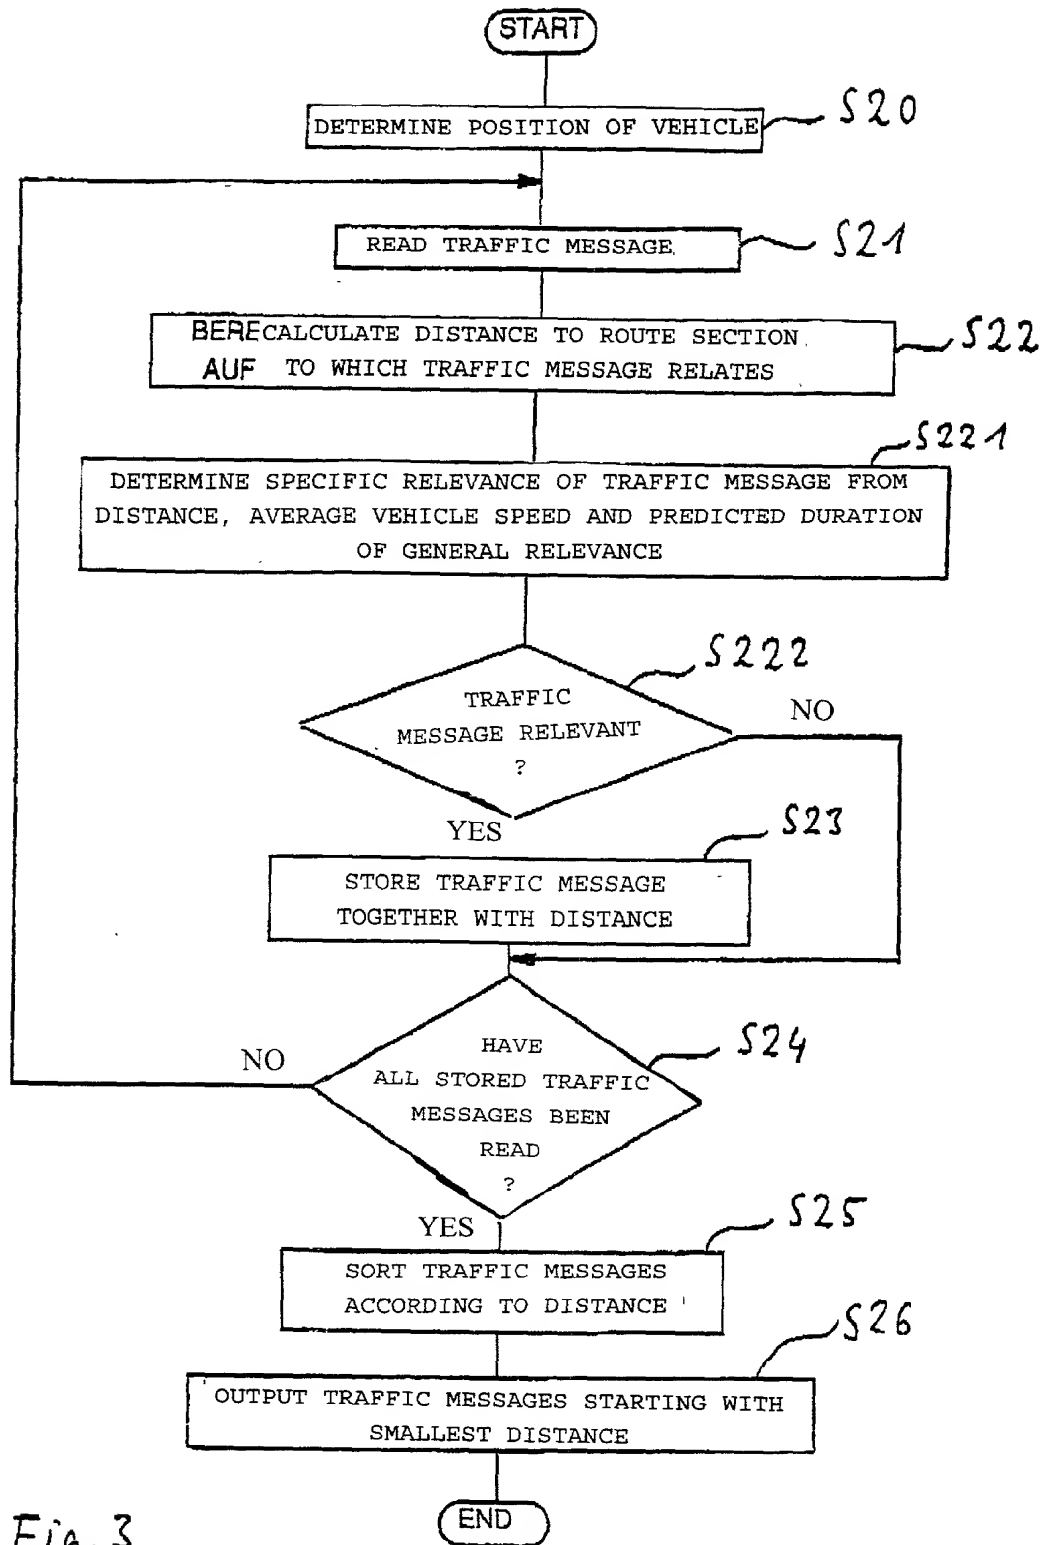 START
DETERMINE POSITION OF VEHICLE
S20
READ TRAFFIC MESSAGE
S21
BERECALCULATE DISTANCE TO ROUTE SECTION
AUF TO WHICH TRAFFIC MESSAGE RELATES
S22
S221
DETERMINE SPECIFIC RELEVANCE OF TRAFFIC MESSAGE FROM
DISTANCE, AVERAGE VEHICLE SPEED AND PREDICTED DURATION
OF GENERAL RELEVANCE
S222
TRAFFIC
MESSAGE RELEVANT
?
NO
YES
S23
STORE TRAFFIC MESSAGE
TOGETHER WITH DISTANCE
S24
HAVE
ALL STORED TRAFFIC
MESSAGES BEEN
READ
?
NO
YES
S25
SORT TRAFFIC MESSAGES
ACCORDING TO DISTANCE
S26
OUTPUT TRAFFIC MESSAGES STARTING WITH
SMALLEST DISTANCE
END
Fig. 3